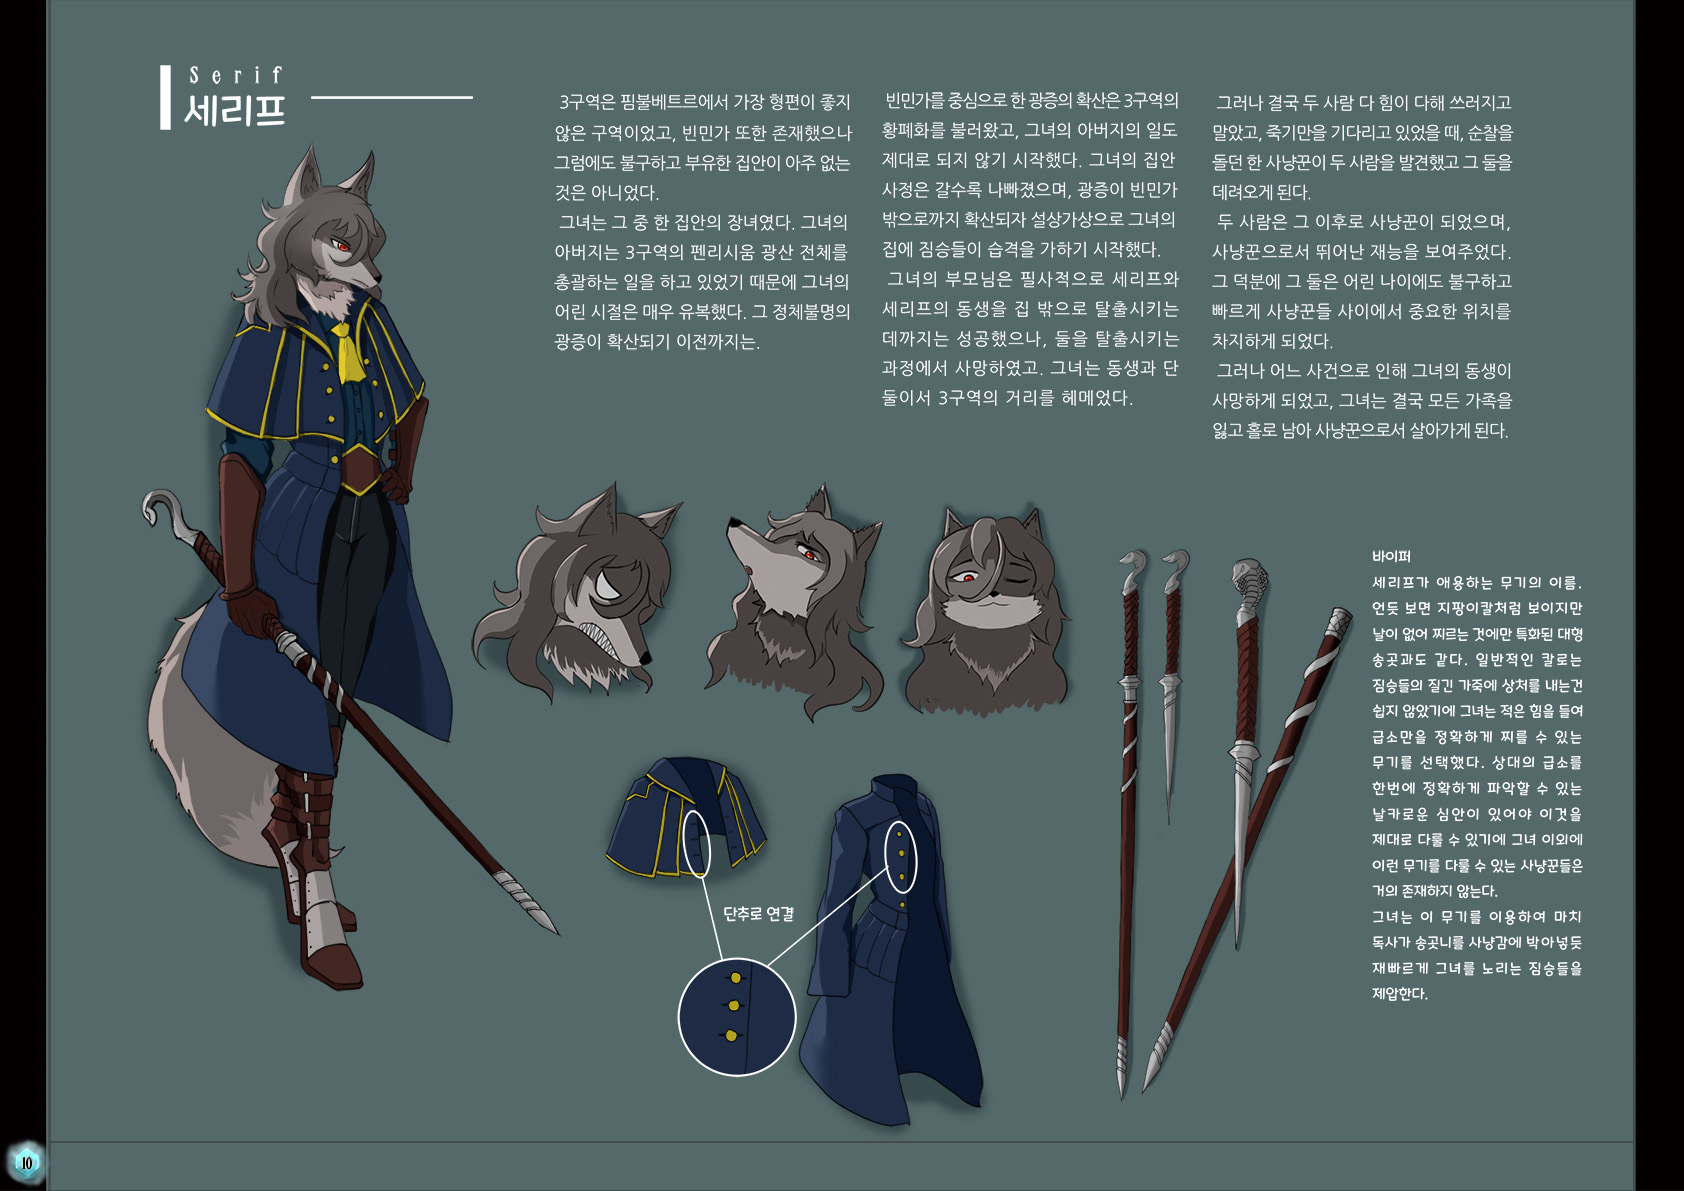 Serif
세리프
3구역은 핌불베트르에서 가장 형편이 좋지
않은 구역이었고, 빈민가 또한 존재했으나
그럼에도 불구하고 부유한 집안이 아주 없는
것은 아니었다.
그녀는 그 중 한 집안의 장녀였다. 그녀의
아버지는 3구역의 펜리시움 광산 전체를
총괄하는 일을 하고 있었기 때문에 그녀의
어린 시절은 매우 유복했다. 그 정체불명의
광증이 확산되기 이전까지는.
빈민가를 중심으로 한 광증의 확산은 3구역의
황폐화를 불러왔고, 그녀의 아버지의 일도
제대로 되지 않기 시작했다. 그녀의 집안
사정은 갈수록 나빠졌으며, 광증이 빈민가
밖으로까지 확산되자 설상가상으로 그녀의
집에 짐승들이 습격을 가하기 시작했다.
그녀의 부모님은 필사적으로 세리프와
세리프의 동생을 집 밖으로 탈출시키는
데까지는 성공했으나, 둘을 탈출시키는
과정에서 사망하였고. 그녀는 동생과 단
둘이서 3구역의 거리를 헤메었다.
그러나 결국 두 사람 다 힘이 다해 쓰러지고
말았고, 죽기만을 기다리고 있었을 때, 순찰을
돌던 한 사냥꾼이 두 사람을 발견했고 그 둘을
데려오게 된다.
두 사람은 그 이후로 사냥꾼이 되었으며,
사냥꾼으로서 뛰어난 재능을 보여주었다.
그 덕분에 그 둘은 어린 나이에도 불구하고
빠르게 사냥꾼들 사이에서 중요한 위치를
차지하게 되었다.
그러나 어느 사건으로 인해 그녀의 동생이
사망하게 되었고, 그녀는 결국 모든 가족을
잃고 홀로 남아 사냥꾼으로서 살아가게 된다.
바이퍼
세리프가 애용하는 무기의 이름.
언듯 보면 지팡이칼처럼 보이지만
날이 없어 찌르는 것에만 특화된 대형
송곳과도 같다. 일반적인 칼로는
짐승들의 질긴 가죽에 상처를 내는건
쉽지 않았기에 그녀는 적은 힘을 들여
급소만을 정확하게 찌를 수 있는
무기를 선택했다. 상대의 급소를
한번에 정확하게 파악할 수 있는
날카로운 심안이 있어야 이것을
제대로 다룰 수 있기에 그녀 이외에
이런 무기를 다룰 수 있는 사냥꾼들은
거의 존재하지 않는다.
그녀는 이 무기를 이용하여 마치
독사가 송곳니를 사냥감에 박아넣듯
재빠르게 그녀를 노리는 짐승들을
제압한다.
단추로 연결
10